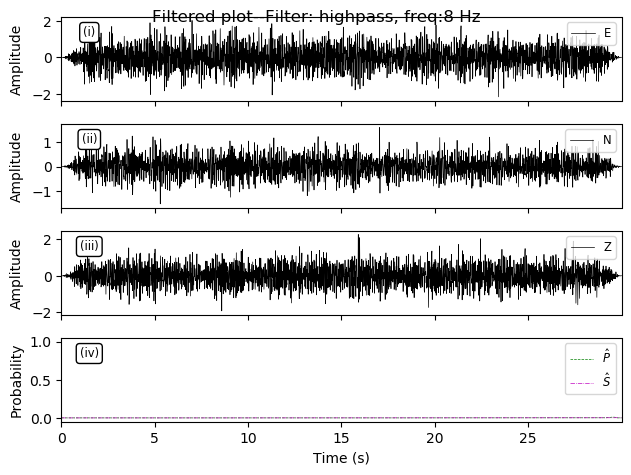 Filtered plot--Filter: highpass, freq:8 Hz
(i)
E
Amplitude
2
0
−2
(ii)
N
Amplitude
1
0
−1
(iii)
Z
Amplitude
2
0
−2
(iv)
P̂
Ŝ
Probability
1.0
0.5
0.0
0 5 10 15 20 25
Time (s)